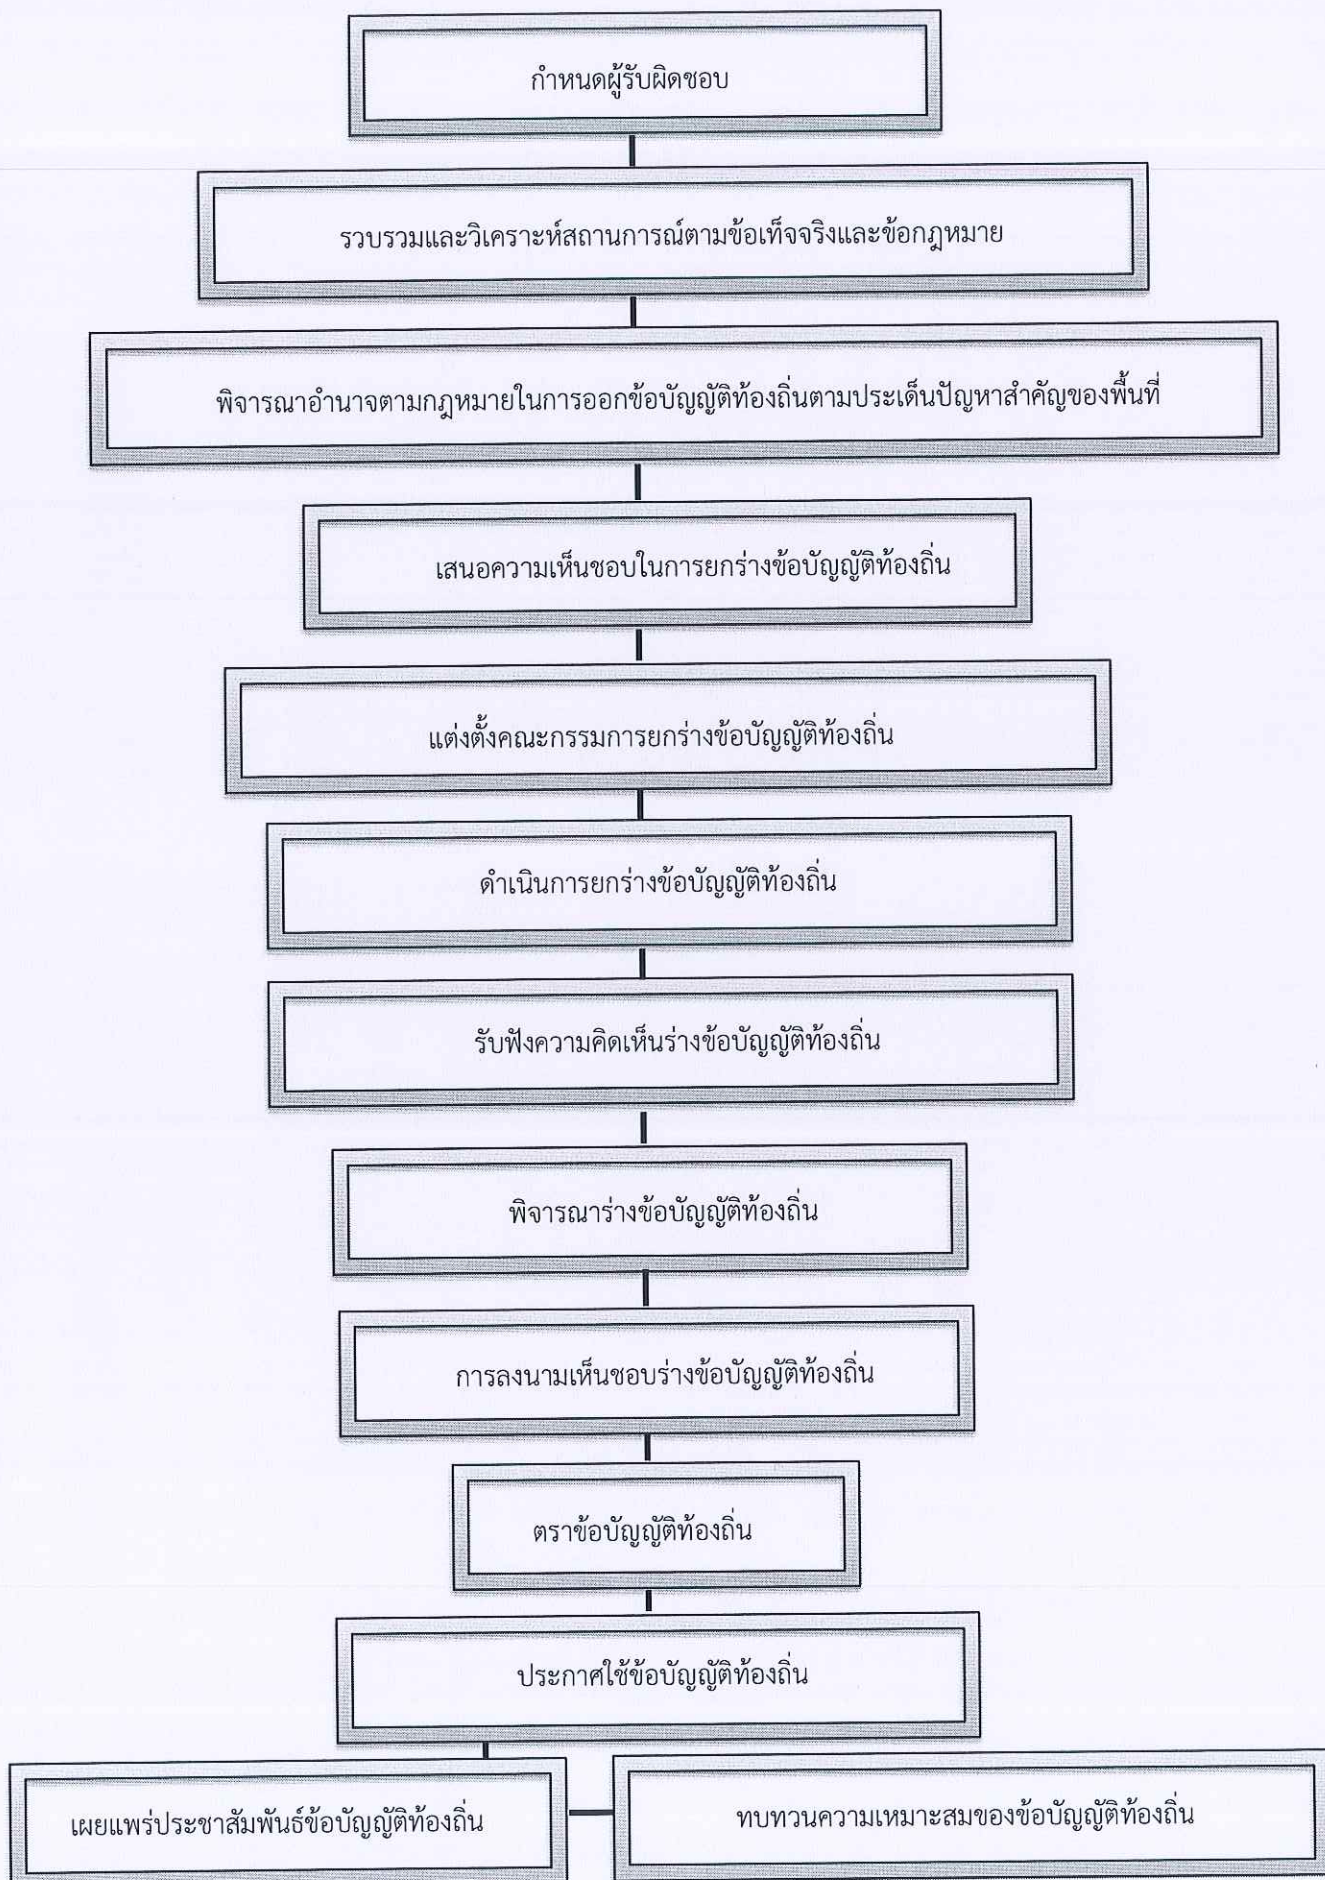 กำหนดผู้รับผิดชอบ
รวบรวมและวิเคราะห์สถานการณ์ตามข้อเท็จจริงและข้อกฎหมาย
พิจารณาอำนาจตามกฎหมายในการออกข้อบัญญัติท้องถิ่นตามประเด็นปัญหาสำคัญของพื้นที่
เสนอความเห็นชอบในการยกร่างข้อบัญญัติท้องถิ่น
แต่งตั้งคณะกรรมการยกร่างข้อบัญญัติท้องถิ่น
ดำเนินการยกร่างข้อบัญญัติท้องถิ่น
รับฟังความคิดเห็นร่างข้อบัญญัติท้องถิ่น
พิจารณาร่างข้อบัญญัติท้องถิ่น
การลงนามเห็นชอบร่างข้อบัญญัติท้องถิ่น
ตราข้อบัญญัติท้องถิ่น
ประกาศใช้ข้อบัญญัติท้องถิ่น
เผยแพร่ประชาสัมพันธ์ข้อบัญญัติท้องถิ่น
ทบทวนความเหมาะสมของข้อบัญญัติท้องถิ่น